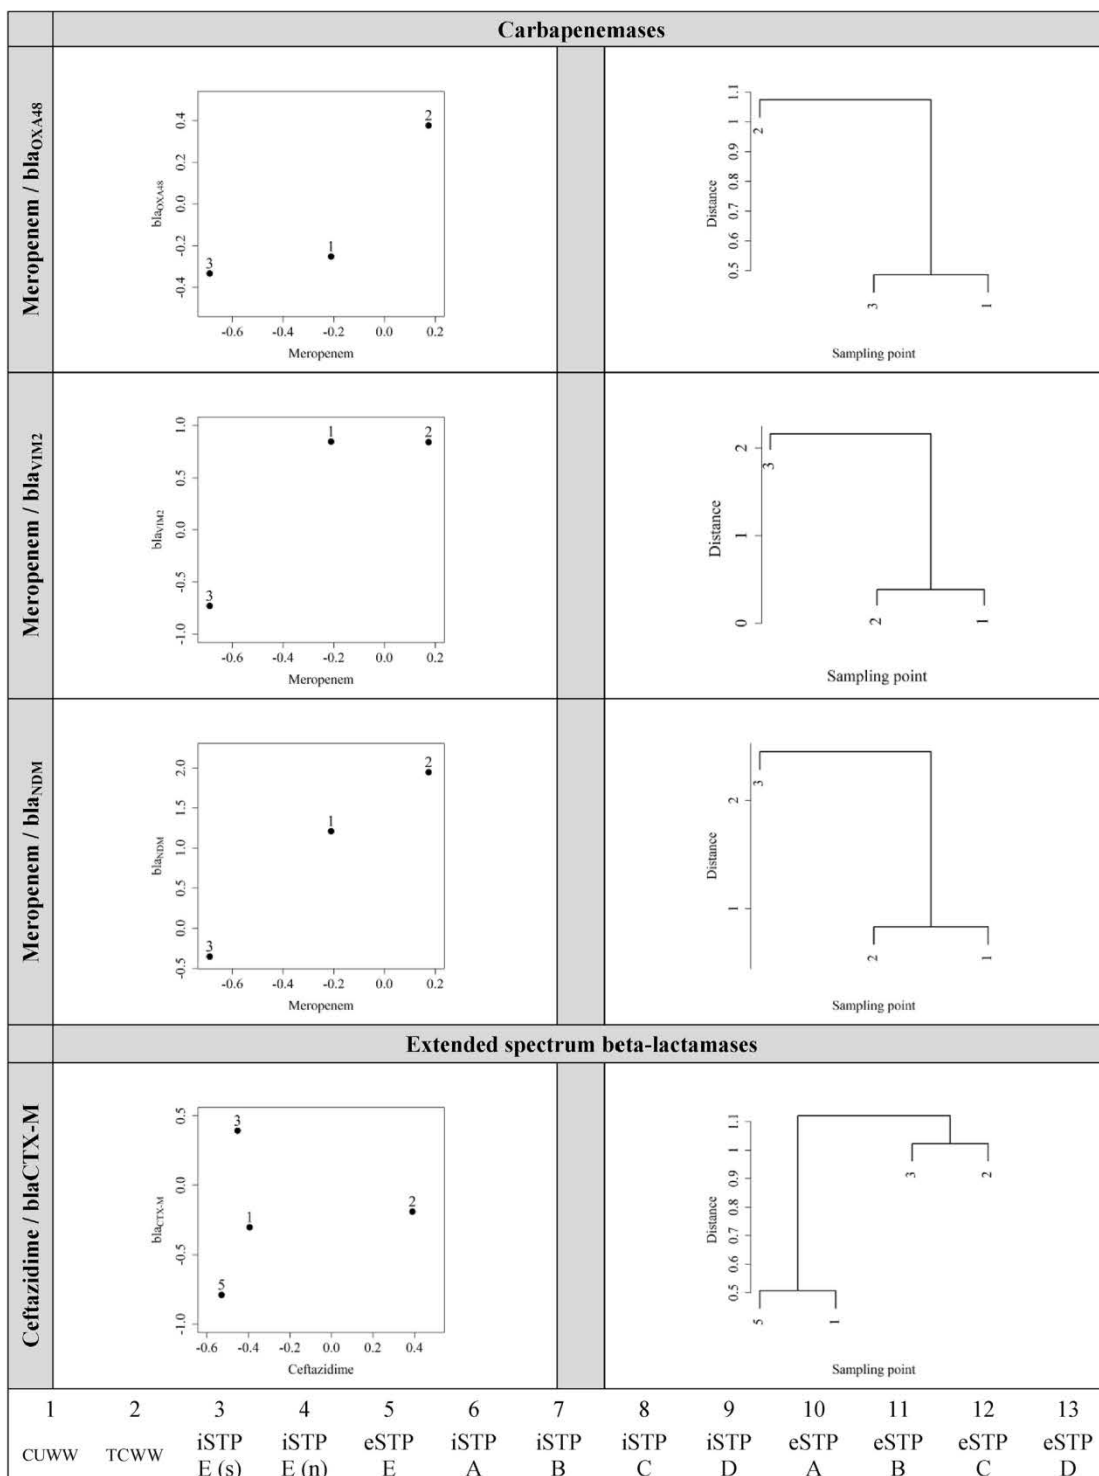 Carbapenemases
Meropenem / blaOXA48
0.4
0.2
0.0
-0.2
-0.4
blaOXA48
2
1
3
-0.6 -0.4 -0.2 0.0 0.2
Meropenem
1.1
1
0.9
0.8
0.7
0.6
0.5
Distance
2
3 1
Sampling point
Meropenem / blaVIM2
1.0
0.5
0.0
-0.5
-1.0
blaVIM2
1 2
3
-0.6 -0.4 -0.2 0.0 0.2
Meropenem
2
1
0
Distance
3
2 1
Sampling point
Meropenem / blaNDM
2.0
1.5
1.0
0.5
0.0
-0.5
blaNDM
2
1
3
-0.6 -0.4 -0.2 0.0 0.2
Meropenem
2
1
Distance
3
2 1
Sampling point
Extended spectrum beta-lactamases
Ceftazidime / blaCTX-M
0.5
0.0
-0.5
-1.0
blaCTX-M
3
2
1
5
-0.6 -0.4 -0.2 0.0 0.2 0.4
Ceftazidime
1.1
1
0.9
0.8
0.7
0.6
0.5
Distance
3 2
5 1
Sampling point
1 2 3 4 5 6 7 8 9 10 11 12 13
CUWW TCWW iSTP iSTP eSTP iSTP iSTP iSTP iSTP eSTP eSTP eSTP eSTP
E (s) E (n) E A B C D A B C D